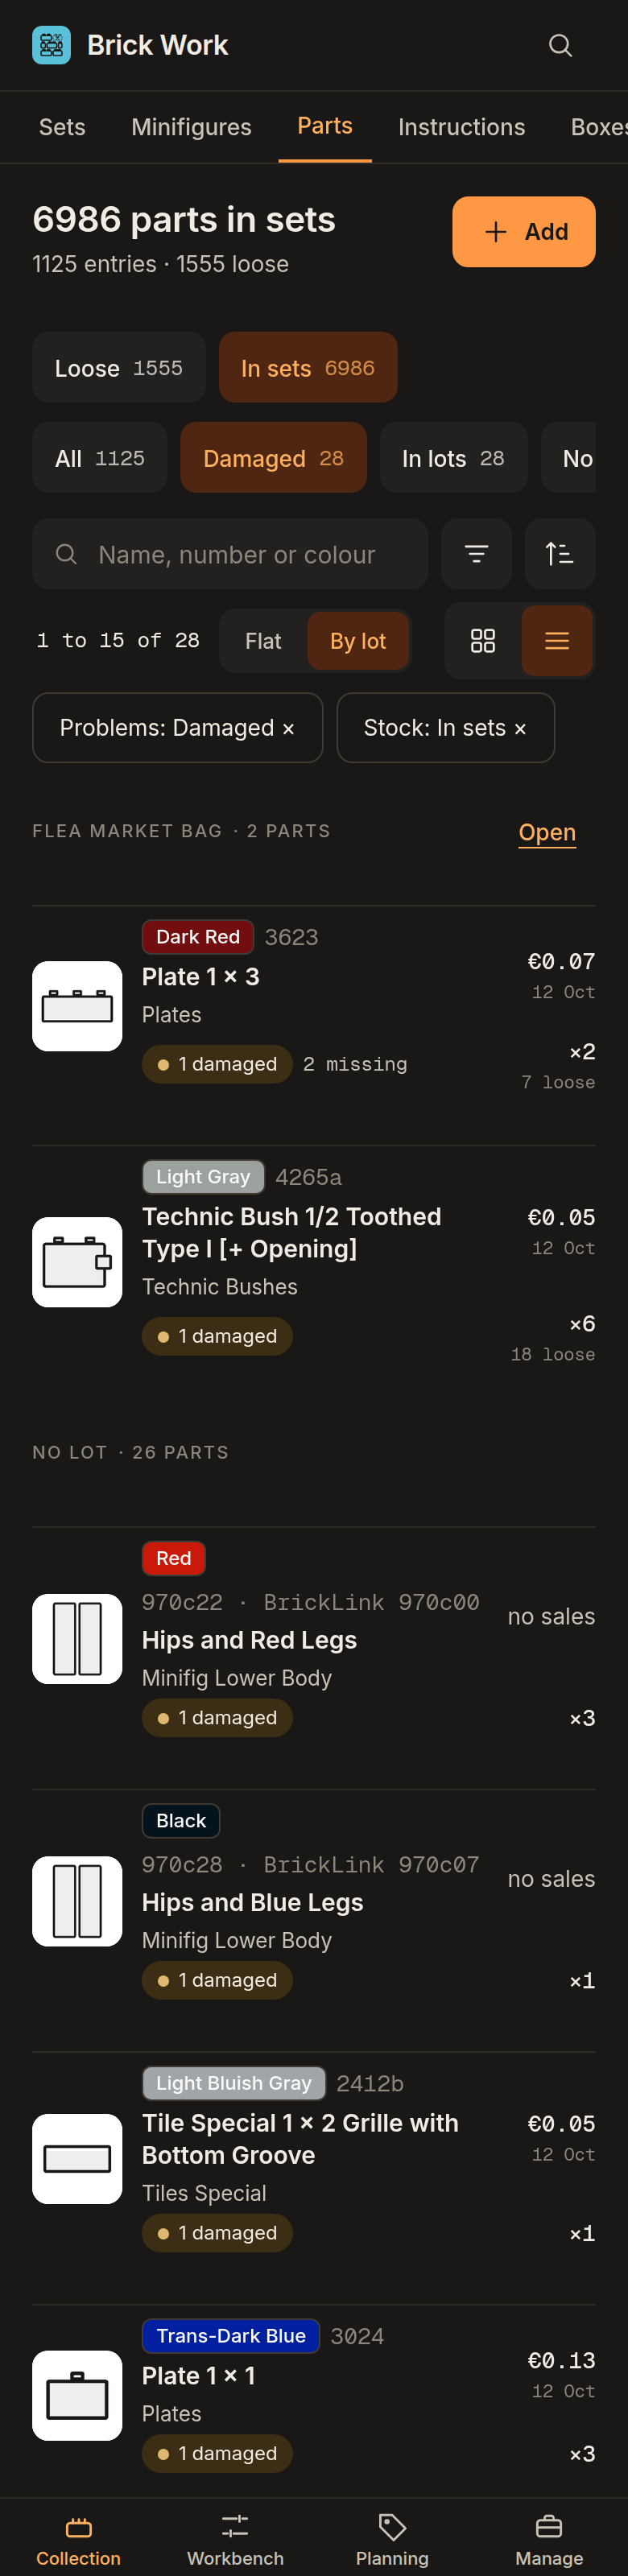 Brick Work
Sets Minifigures Parts Instructions Boxes
6986 parts in sets
1125 entries · 1555 loose
+ Add
Loose 1555 In sets 6986
All 1125 Damaged 28 In lots 28 No
Name, number or colour
1 to 15 of 28 Flat By lot
Problems: Damaged × Stock: In sets ×
FLEA MARKET BAG · 2 PARTS Open
Dark Red 3623
Plate 1 × 3
Plates
1 damaged 2 missing
€0.07
12 Oct
×2
7 loose
Light Gray 4265a
Technic Bush 1/2 Toothed
Type I [+ Opening]
Technic Bushes
1 damaged
€0.05
12 Oct
×6
18 loose
NO LOT · 26 PARTS
Red
970c22 · BrickLink 970c00
Hips and Red Legs
Minifig Lower Body
1 damaged
no sales
×3
Black
970c28 · BrickLink 970c07
Hips and Blue Legs
Minifig Lower Body
1 damaged
no sales
×1
Light Bluish Gray 2412b
Tile Special 1 × 2 Grille with
Bottom Groove
Tiles Special
1 damaged
€0.05
12 Oct
×1
Trans-Dark Blue 3024
Plate 1 × 1
Plates
1 damaged
€0.13
12 Oct
×3
Collection Workbench Planning Manage